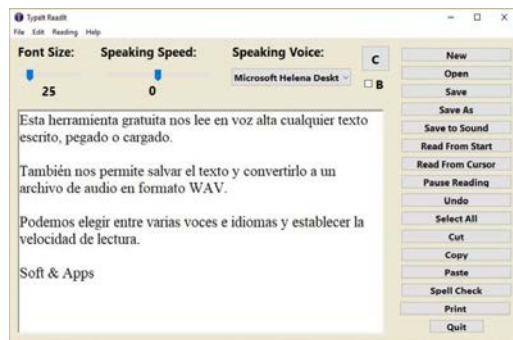 TypeIt ReadIt
File Edit Reading Help
Font Size: Speaking Speed: Speaking Voice:
25
0
Microsoft Helena Deskt
C
B
Esta herramienta gratuita nos lee en voz alta cualquier texto
escrito, pegado o cargado.
También nos permite salvar el texto y convertirlo a un
archivo de audio en formato WAV.
Podemos elegir entre varias voces e idiomas y establecer la
velocidad de lectura.
Soft & Apps
New
Open
Save
Save As
Save to Sound
Read From Start
Read From Cursor
Pause Reading
Undo
Select All
Cut
Copy
Paste
Spell Check
Print
Quit